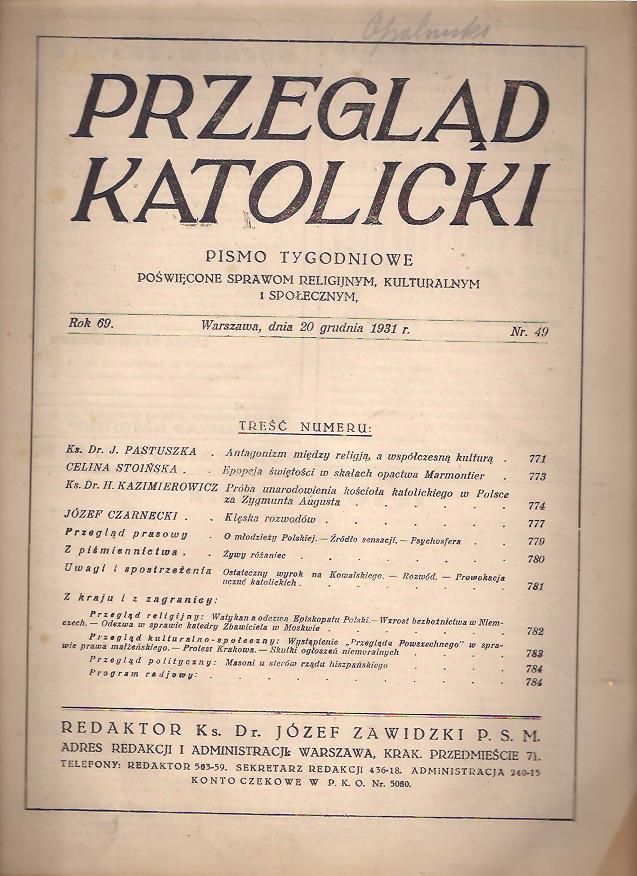 PRZEGLĄD
KATOLICKI
PISMO TYGODNIOWE
POŚWIĘCONE SPRAWOM RELIGIJNYM, KULTURALNYM
I SPOŁECZNYM,
Rok 69. Warszawa, dnia 20 grudnia 1931 r. Nr. 49
TREŚĆ NUMERU:
Ks. Dr. J. PASTUSZKA . Antagonizm między religją, a współczesną kulturą . 771
CELINA STOIŃSKA . . Epopeja świętości w skałach opactwa Marmontier . 773
Ks. Dr. H. KAZIMIEROWICZ Próba unarodowienia kościoła katolickiego w Polsce
za Zygmunta Augusta . . . . . . 774
JÓZEF CZARNECKI . . Klęska rozwodów . . . . . . . 777
Przegląd prasowy . O młodzieży Polskiej. — Źródło sensacji. — Psychosfera . . 779
Z piśmiennictwa . . Żywy różaniec . . . . . . . . 780
Uwagi i spostrzeżenia Ostateczny wyrok na Kowalskiego. — Rozwód. — Prowokacja
uczuć katolickich . . . . . . . . 781
Z kraju i z zagranicy:
Przegląd religijny: Watykan a odezwa Episkopatu Polski. — Wzrost bezbożnictwa w Niem-
czech. — Odezwa w sprawie katedry Zbawiciela w Moskwie . . . . . 782
Przegląd kulturalno-społeczny: Wystąpienie „Przeglądu Powszechnego" w spra-
wie prawa małżeńskiego. — Protest Krakowa. — Skutki ogłoszeń niemoralnych . . 783
Przegląd polityczny: Masoni u sterów rządu hiszpańskiego . . . . 784
Program radjowy: . . . . . . . . . 784
REDAKTOR Ks. Dr. JÓZEF ZAWIDZKI P. S. M.
ADRES REDAKCJI I ADMINISTRACJI: WARSZAWA, KRAK. PRZEDMIEŚCIE 71.
TELEFONY: REDAKTOR 503-59. SEKRETARZ REDAKCJI 436-18. ADMINISTRACJA 240-15
KONTO CZEKOWE W P. K. O. Nr. 5080.